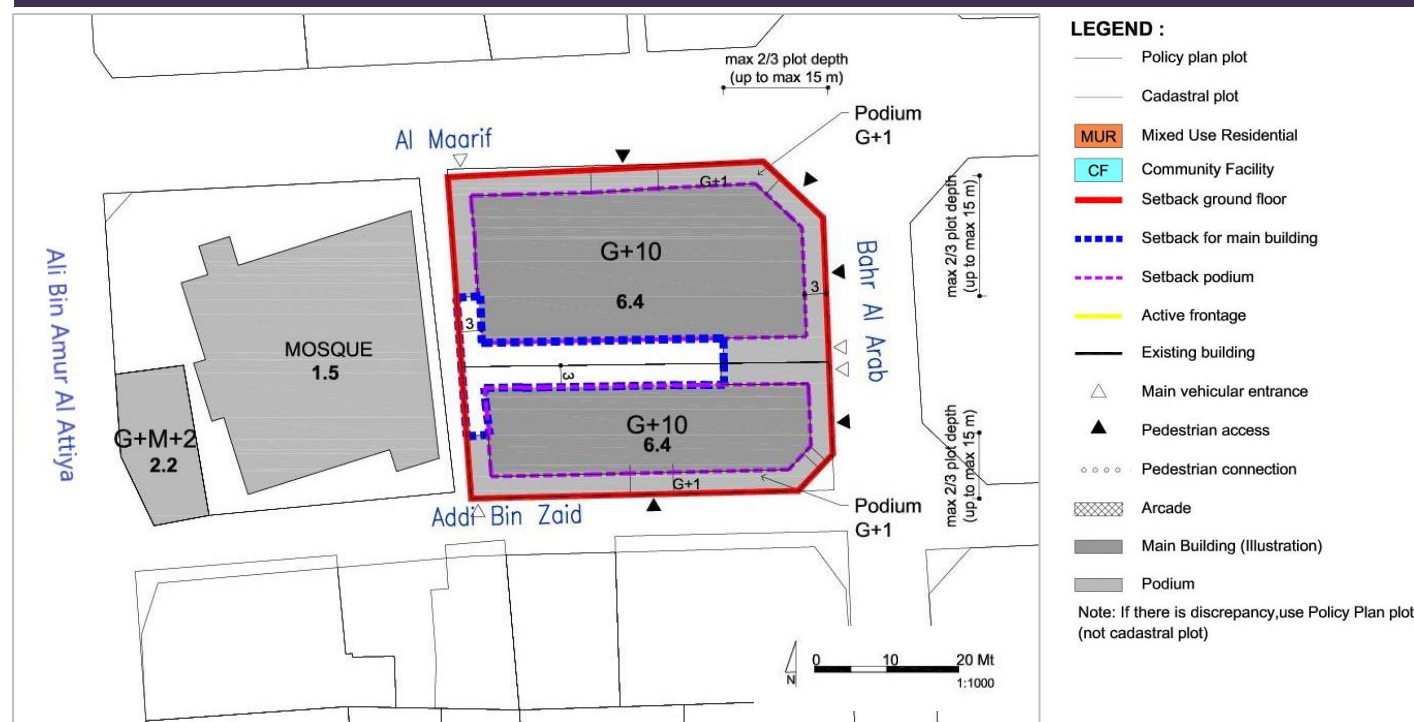 max 2/3 plot depth
(up to max 15 m)
Podium
G+1
Al Maarif
G+1
G+10
6.4
3
3
max 2/3 plot depth
(up to max 15 m)
Bahr Al Arab
Ali Bin Amur Al Attiya
MOSQUE
1.5
3
G+10
6.4
G+M+2
2.2
G+1
max 2/3 plot depth
(up to max 15 m)
Addi Bin Zaid
Podium
G+1
0 10 20 Mt
N
1:1000
LEGEND :
Policy plan plot
Cadastral plot
MUR Mixed Use Residential
CF Community Facility
Setback ground floor
Setback for main building
Setback podium
Active frontage
Existing building
Main vehicular entrance
Pedestrian access
Pedestrian connection
Arcade
Main Building (Illustration)
Podium
Note: If there is discrepancy,use Policy Plan plot
(not cadastral plot)